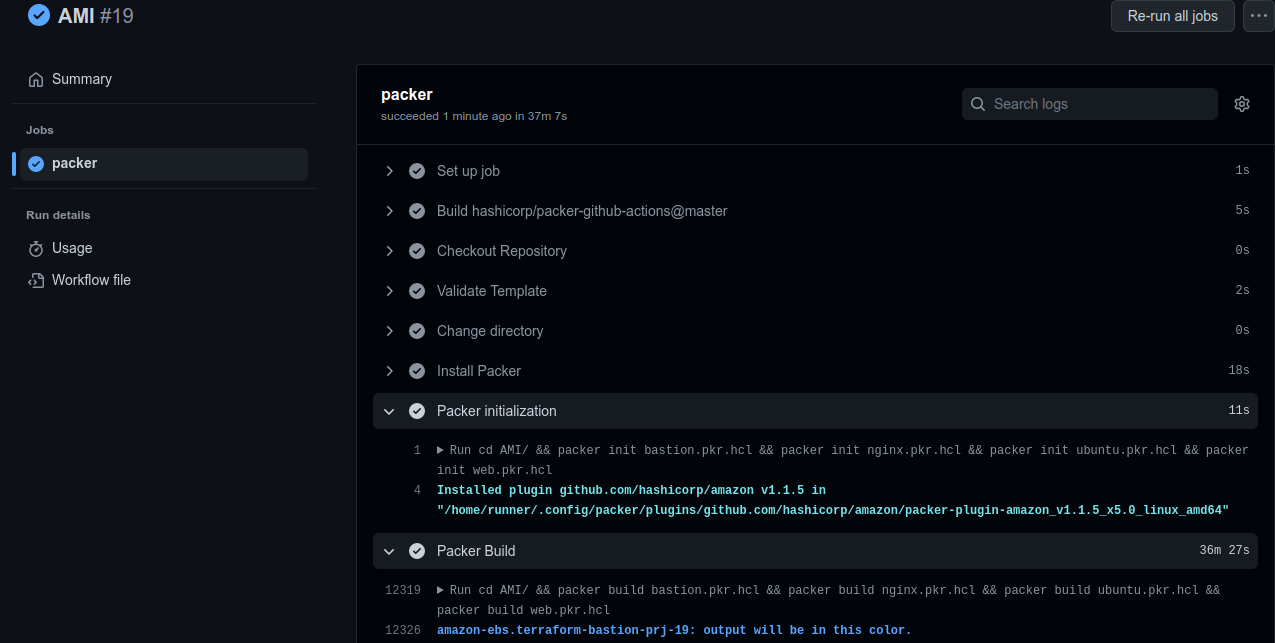 AMI #19
Re-run all jobs
Summary
Jobs
packer
Run details
Usage
Workflow file
packer
succeeded 1 minute ago in 37m 7s
Search logs
Set up job 1s
Build hashicorp/packer-github-actions@master 5s
Checkout Repository 0s
Validate Template 2s
Change directory 0s
Install Packer 18s
Packer initialization 11s
1 Run cd AMI/ && packer init bastion.pkr.hcl && packer init nginx.pkr.hcl && packer init ubuntu.pkr.hcl && packer
init web.pkr.hcl
4 Installed plugin github.com/hashicorp/amazon v1.1.5 in
"/home/runner/.config/packer/plugins/github.com/hashicorp/amazon/packer-plugin-amazon_v1.1.5_x5.0_linux_amd64"
Packer Build 36m 27s
12319 Run cd AMI/ && packer build bastion.pkr.hcl && packer build nginx.pkr.hcl && packer build ubuntu.pkr.hcl &&
packer build web.pkr.hcl
12326 amazon-ebs.terraform-bastion-prj-19: output will be in this color.